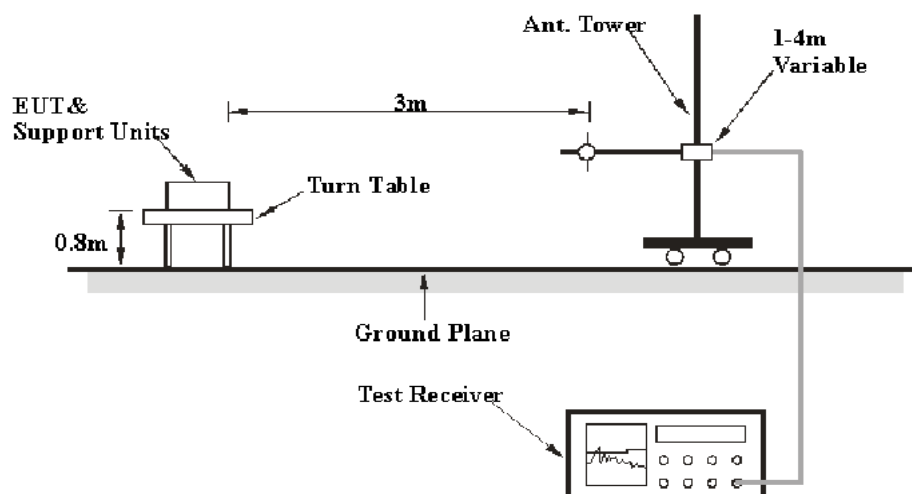 Ant. Tower
1-4m
Variable
EUT&
Support Units
3m
Turn Table
0.8m
Ground Plane
Test Receiver